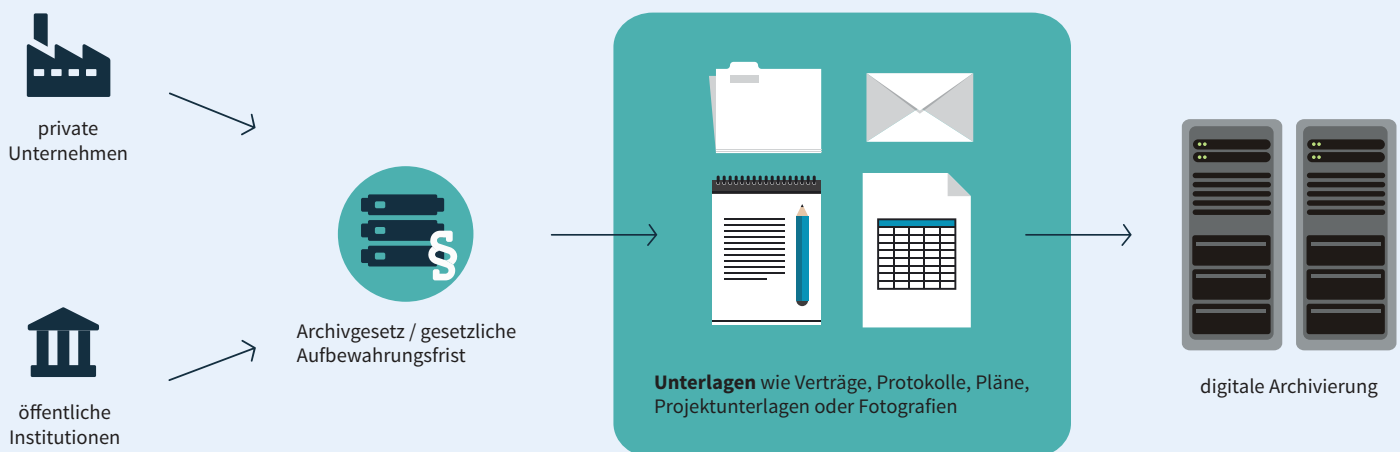 private
Unternehmen
öffentliche
Institutionen
§
Archivgesetz / gesetzliche
Aufbewahrungsfrist
Unterlagen wie Verträge, Protokolle, Pläne,
Projektunterlagen oder Fotografien
digitale Archivierung